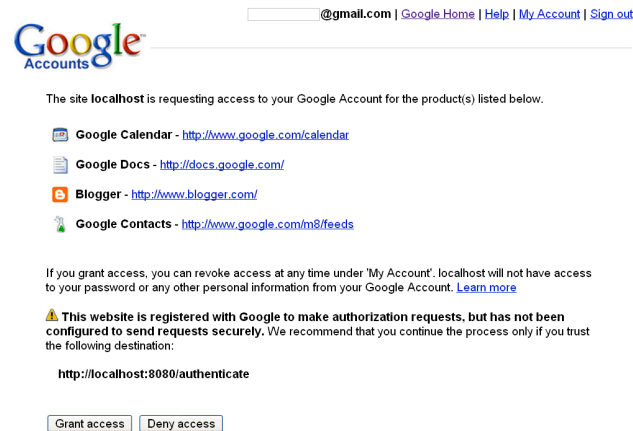 @gmail.com | Google Home | Help | My Account | Sign out
Google
Accounts
The site localhost is requesting access to your Google Account for the product(s) listed below.
Google Calendar - http://www.google.com/calendar
Google Docs - http://docs.google.com/
Blogger - http://www.blogger.com/
Google Contacts - http://www.google.com/m8/feeds
If you grant access, you can revoke access at any time under 'My Account'. localhost will not have access
to your password or any other personal information from your Google Account. Learn more
This website is registered with Google to make authorization requests, but has not been
configured to send requests securely. We recommend that you continue the process only if you trust
the following destination:
http://localhost:8080/authenticate
Grant access Deny access